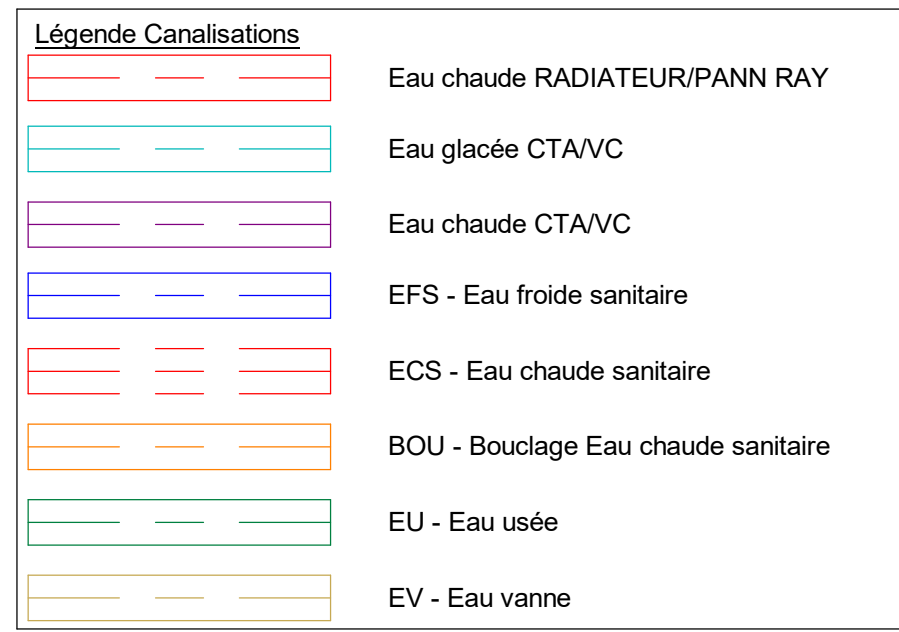 Légende Canalisations
Eau chaude RADIATEUR/PANN RAY
Eau glacée CTA/VC
Eau chaude CTA/VC
EFS - Eau froide sanitaire
ECS - Eau chaude sanitaire
BOU - Bouclage Eau chaude sanitaire
EU - Eau usée
EV - Eau vanne